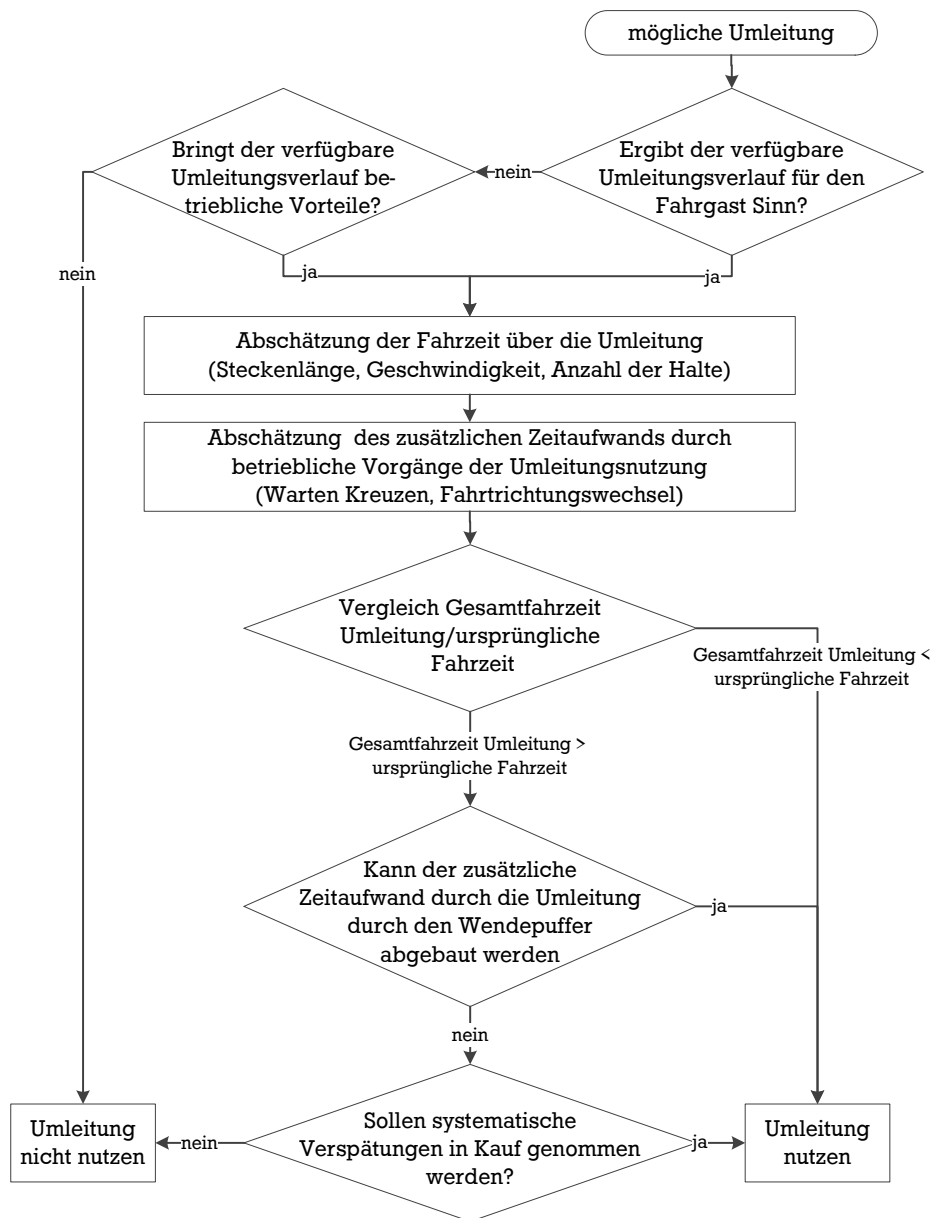 mögliche Umleitung
Ergibt der verfügbare
Umleitungsverlauf für den
Fahrgast Sinn?
nein
Bringt der verfügbare
Umleitungsverlauf be-
triebliche Vorteile?
nein
ja
ja
Abschätzung der Fahrzeit über die Umleitung
(Steckenlänge, Geschwindigkeit, Anzahl der Halte)
Abschätzung des zusätzlichen Zeitaufwands durch
betriebliche Vorgänge der Umleitungsnutzung
(Warten Kreuzen, Fahrtrichtungswechsel)
Vergleich Gesamtfahrzeit
Umleitung/ursprüngliche
Fahrzeit
Gesamtfahrzeit Umleitung <
ursprüngliche Fahrzeit
Gesamtfahrzeit Umleitung >
ursprüngliche Fahrzeit
Kann der zusätzliche
Zeitaufwand durch die Umleitung
durch den Wendepuffer
abgebaut werden
ja
nein
Sollen systematische
Verspätungen in Kauf genommen
werden?
nein
ja
Umleitung
nicht nutzen
Umleitung
nutzen